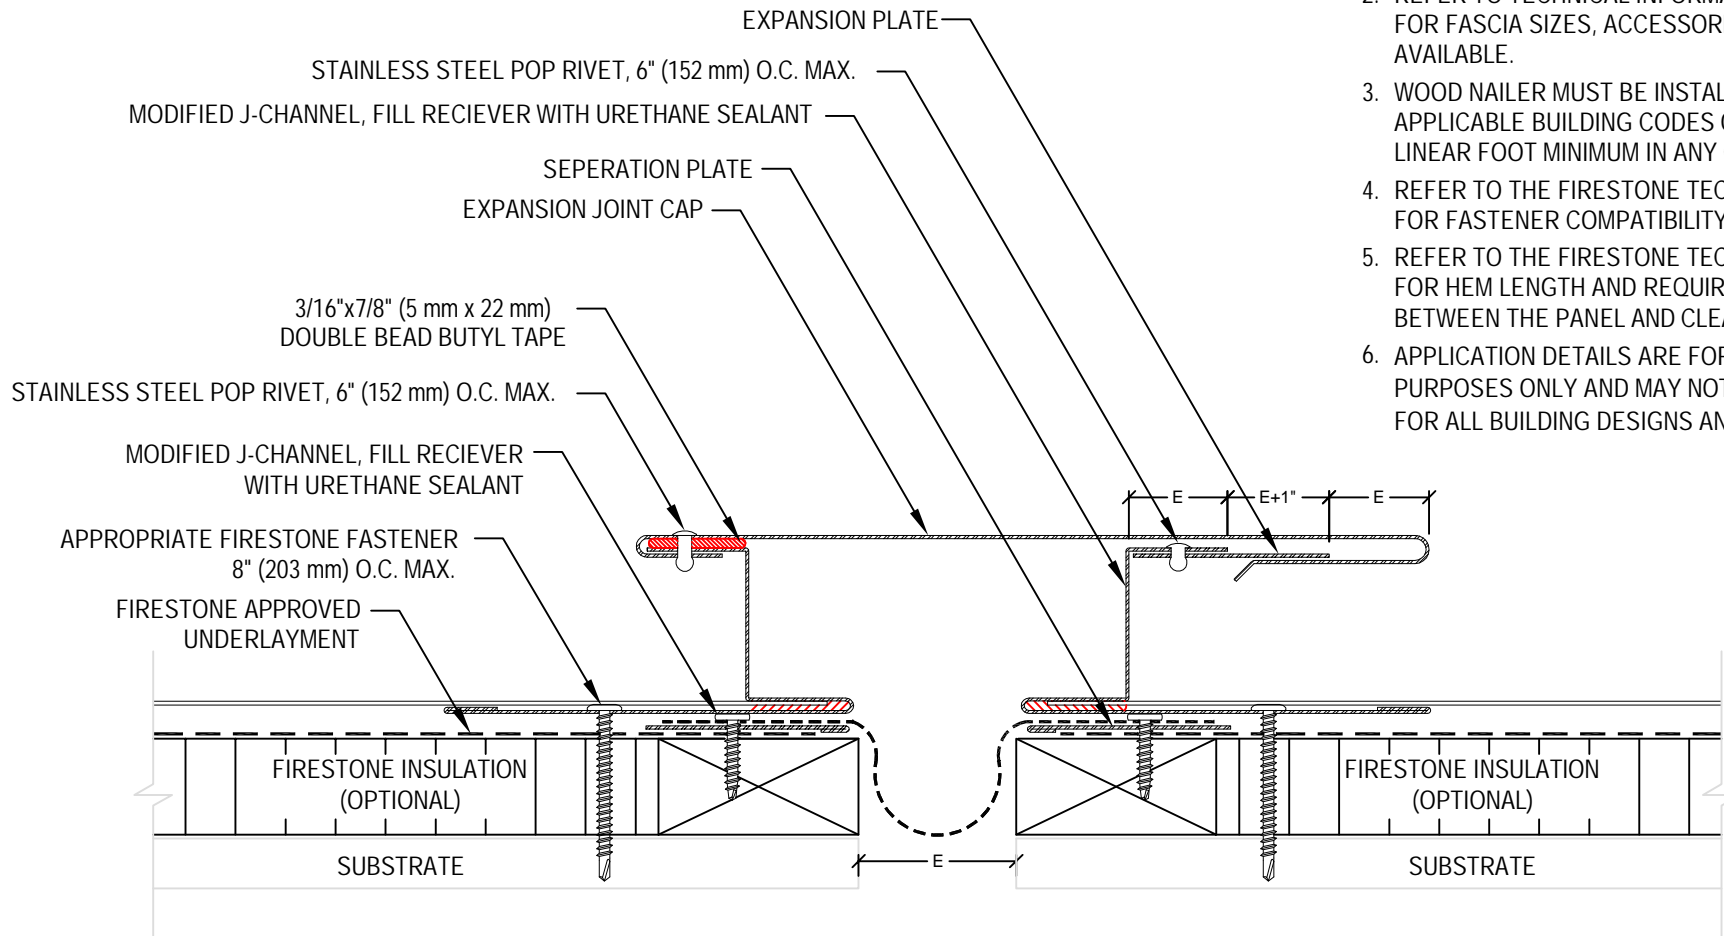 EXPANSION PLATE
STAINLESS STEEL POP RIVET, 6" (152 mm) O.C. MAX.
MODIFIED J-CHANNEL, FILL RECIEVER WITH URETHANE SEALANT
SEPERATION PLATE
EXPANSION JOINT CAP
3/16"x7/8" (5 mm x 22 mm)
DOUBLE BEAD BUTYL TAPE
STAINLESS STEEL POP RIVET, 6" (152 mm) O.C. MAX.
MODIFIED J-CHANNEL, FILL RECIEVER
WITH URETHANE SEALANT
APPROPRIATE FIRESTONE FASTENER
8" (203 mm) O.C. MAX.
FIRESTONE APPROVED
UNDERLAYMENT
2. REFER TO TECHNICAL INFORMA
FOR FASCIA SIZES, ACCESSOR
AVAILABLE.
3. WOOD NAILER MUST BE INSTAL
APPLICABLE BUILDING CODES
LINEAR FOOT MINIMUM IN ANY
4. REFER TO THE FIRESTONE TEC
FOR FASTENER COMPATIBILITY
5. REFER TO THE FIRESTONE TEC
FOR HEM LENGTH AND REQUIR
BETWEEN THE PANEL AND CLEA
6. APPLICATION DETAILS ARE FOR
PURPOSES ONLY AND MAY NOT
FOR ALL BUILDING DESIGNS AN
E E+1" E
FIRESTONE INSULATION
(OPTIONAL)
SUBSTRATE
E
FIRESTONE INSULATION
(OPTIONAL)
SUBSTRATE